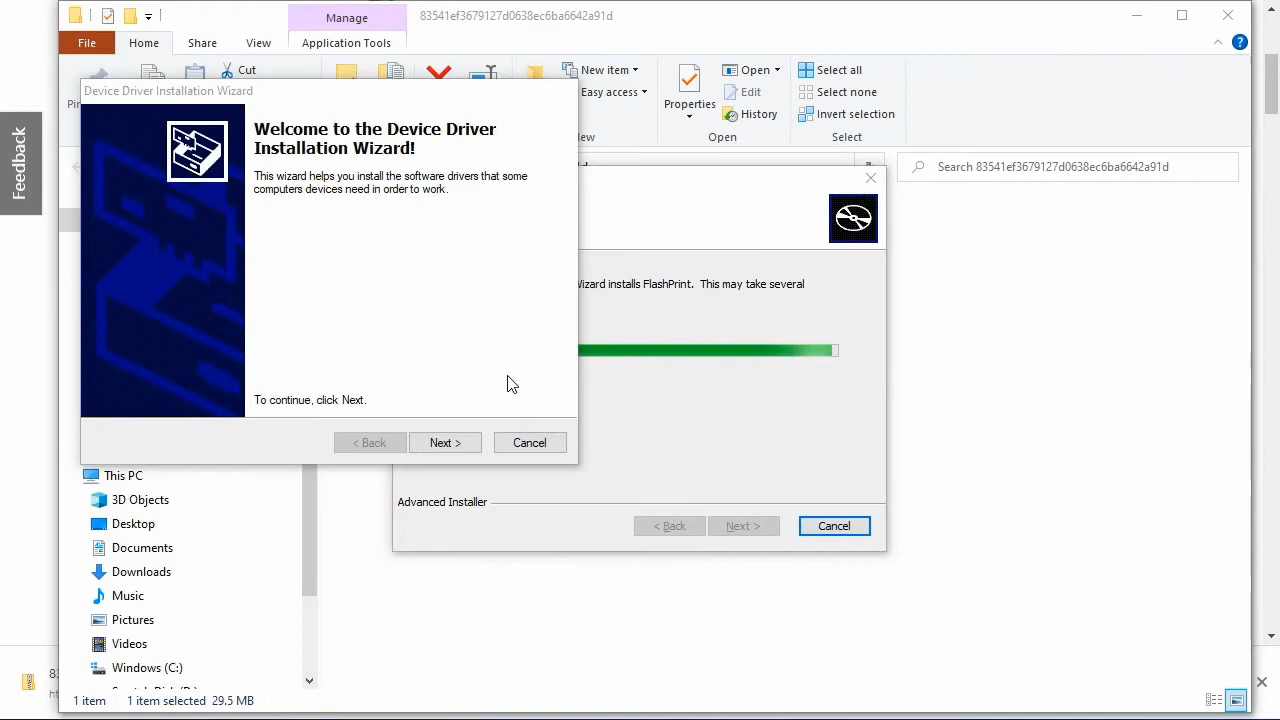 Manage
83541ef3679127d0638ec6ba6642a91d
File
Home
Share
View
Application Tools
Cut
New item
Open
Select all
Easy access
Properties
Edit
Select none
History
Invert selection
Open
Select
Search 83541ef3679127d0638ec6ba6642a91d
Feedback
Device Driver Installation Wizard
Welcome to the Device Driver
Installation Wizard!
This wizard helps you install the software drivers that some
computers devices need in order to work.
To continue, click Next.
< Back
Next >
Cancel
Wizard installs FlashPrint. This may take several
Advanced Installer
< Back
Next >
Cancel
This PC
3D Objects
Desktop
Documents
Downloads
Music
Pictures
Videos
Windows (C:)
1 item
1 item selected 29.5 MB